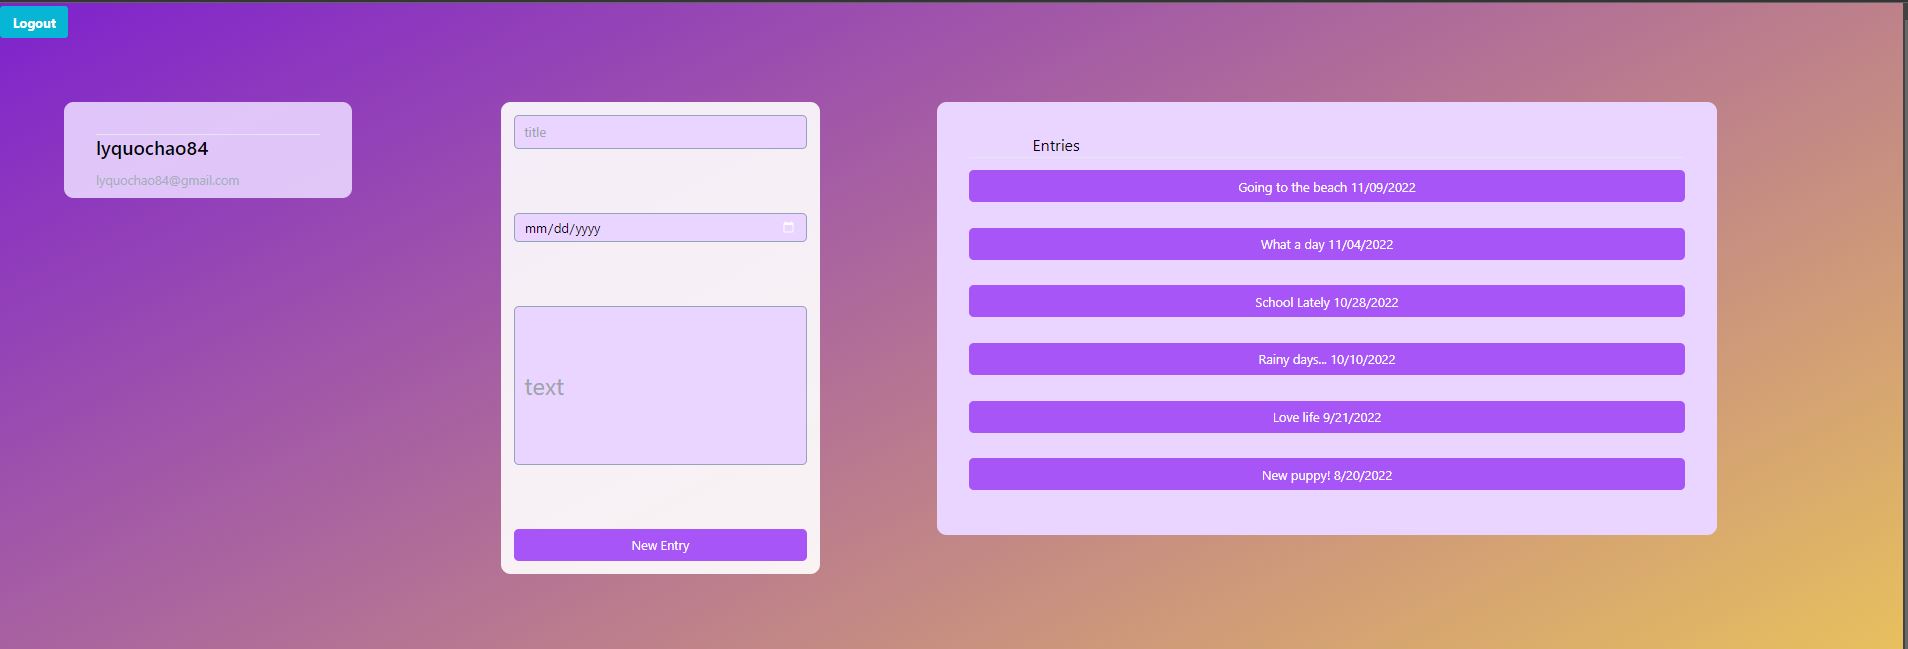 Logout
lyquochao84
lyquochao84@gmail.com
title
mm/dd/yyyy
text
New Entry
Entries
Going to the beach 11/09/2022
What a day 11/04/2022
School Lately 10/28/2022
Rainy days... 10/10/2022
Love life 9/21/2022
New puppy! 8/20/2022